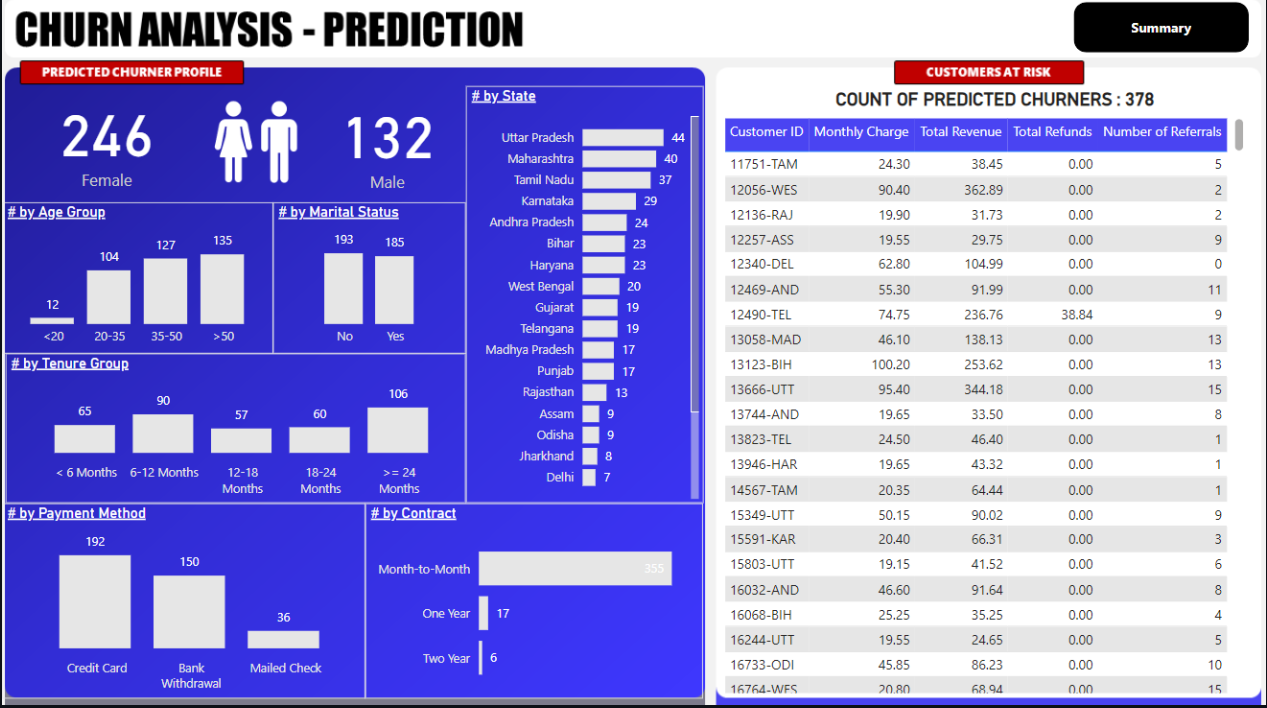 CHURN ANALYSIS - PREDICTION
Summary
PREDICTED CHURNER PROFILE
246
Female
132
Male
# by Age Group
12
104
127
135
<20
20-35
35-50
>50
# by Marital Status
193
185
No
Yes
# by Tenure Group
65
90
57
60
106
< 6 Months
6-12 Months
12-18
Months
18-24
Months
>= 24
Months
# by State
Uttar Pradesh 44
Maharashtra 40
Tamil Nadu 37
Karnataka 29
Andhra Pradesh 24
Bihar 23
Haryana 23
West Bengal 20
Gujarat 19
Telangana 19
Madhya Pradesh 17
Punjab 17
Rajasthan 13
Assam 9
Odisha 9
Jharkhand 8
Delhi 7
# by Payment Method
192
150
36
Credit Card
Bank
Withdrawal
Mailed Check
# by Contract
Month-to-Month 355
One Year 17
Two Year 6
CUSTOMERS AT RISK
COUNT OF PREDICTED CHURNERS : 378
Customer ID Monthly Charge Total Revenue Total Refunds Number of Referrals
11751-TAM 24.30 38.45 0.00 5
12056-WES 90.40 362.89 0.00 2
12136-RAJ 19.90 31.73 0.00 2
12257-ASS 19.55 29.75 0.00 9
12340-DEL 62.80 104.99 0.00 0
12469-AND 55.30 91.99 0.00 11
12490-TEL 74.75 236.76 38.84 9
13058-MAD 46.10 138.13 0.00 13
13123-BIH 100.20 253.62 0.00 13
13666-UTT 95.40 344.18 0.00 15
13744-AND 19.65 33.50 0.00 8
13823-TEL 24.50 46.40 0.00 1
13946-HAR 19.65 43.32 0.00 1
14567-TAM 20.35 64.44 0.00 1
15349-UTT 50.15 90.02 0.00 9
15591-KAR 20.40 66.31 0.00 3
15803-UTT 19.15 41.52 0.00 6
16032-AND 46.60 91.64 0.00 8
16068-BIH 25.25 35.25 0.00 4
16244-UTT 19.55 24.65 0.00 5
16733-ODI 45.85 86.23 0.00 10
16764-WES 20.80 68.94 0.00 15